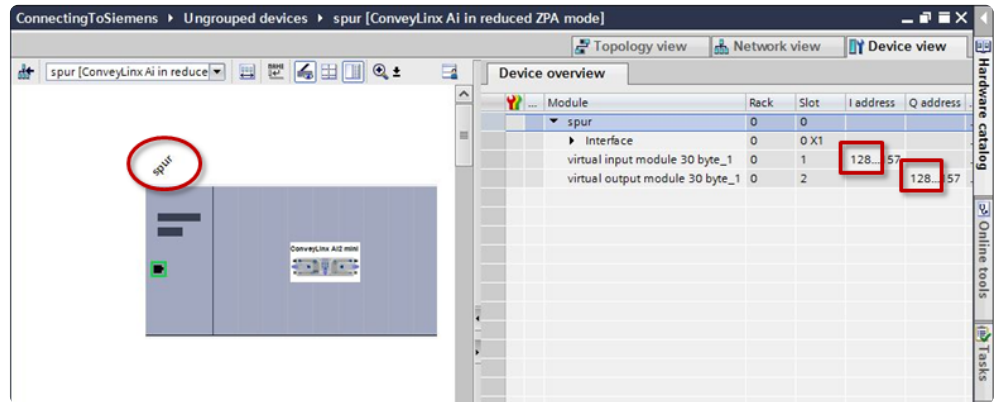 ConnectingToSiemens ▸ Ungrouped devices ▸ spur [ConveyLinx Ai in reduced ZPA mode]
Topology view Network view Device view
spur [ConveyLinx Ai in reduce
Device overview
... Module Rack Slot I address Q address ...
spur 0 0
Interface 0 0 X1
virtual input module 30 byte_1 0 1 128...157
virtual output module 30 byte_1 0 2 128...157
spur
ConveyLinx AI2 mini
Hardware catalog
Online tools
Tasks